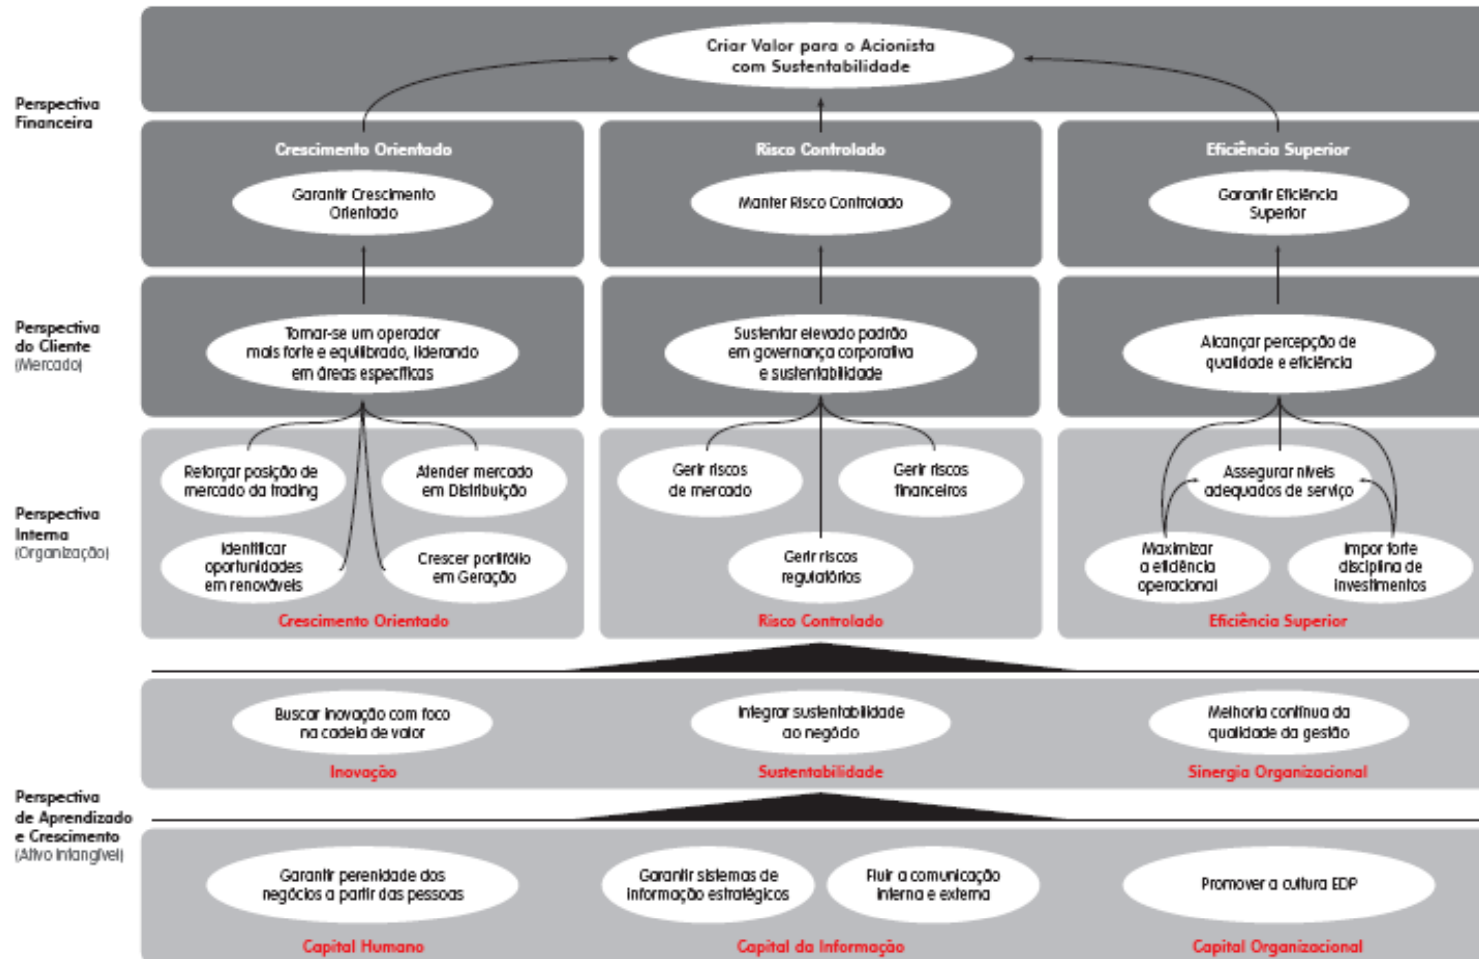 Criar Valor para o Acionista
com Sustentabilidade
Perspectiva
Financeira
Crescimento Orientado
Risco Controlado
Eficiência Superior
Garantir Crescimento
Orientado
Manter Risco Controlado
Garantir Eficiência
Superior
Perspectiva
do Cliente
(Mercado)
Tornar-se um operador
mais forte e equilibrado, liderando
em áreas específicas
Sustentar elevado padrão
em governança corporativa
e sustentabilidade
Alcançar percepção de
qualidade e eficiência
Perspectiva
Interna
(Organização)
Reforçar posição de
mercado da trading
Atender mercado
em Distribuição
Identificar
oportunidades
em renováveis
Crescer portifólio
em Geração
Crescimento Orientado
Gerir riscos
de mercado
Gerir riscos
financeiros
Gerir riscos
regulatórios
Risco Controlado
Assegurar níveis
adequados de serviço
Maximizar
a eficiência
operacional
Impor forte
disciplina de
investimentos
Eficiência Superior
Perspectiva
de Aprendizado
e Crescimento
(Ativo Intangível)
Buscar inovação com foco
na cadeia de valor
Inovação
Integrar sustentabilidade
ao negócio
Sustentabilidade
Melhoria contínua da
qualidade da gestão
Sinergia Organizacional
Garantir perenidade dos
negócios a partir das pessoas
Capital Humano
Garantir sistemas de
informação estratégicos
Fluir a comunicação
interna e externa
Capital da Informação
Promover a cultura EDP
Capital Organizacional